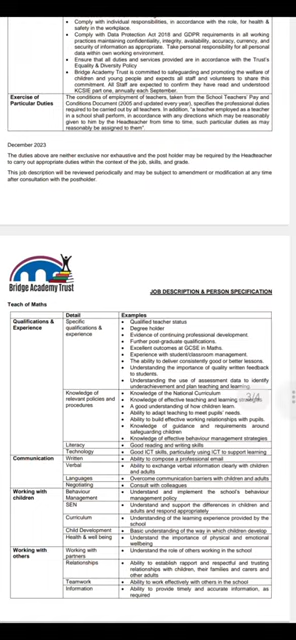 • Comply with individual responsibilities, in accordance with the role, for health & safety in the workplace.
• Comply with Data Protection Act 2018 and GDPR requirements in all working practices maintaining confidentiality, integrity, availability, accuracy, currency, and security of information as appropriate. Take personal responsibility for all personal data within own working environment.
• Ensure that all duties and services provided are in accordance with the Trust's Equality & Diversity Policy
• Bridge Academy Trust is committed to safeguarding and promoting the welfare of children and young people and expects all staff and volunteers to share this commitment. All Staff are expected to confirm they have read and understood KCSIE part one, annually each September.
Exercise of Particular Duties
The conditions of employment of teachers, taken from the School Teachers' Pay and Conditions Document (2005 and updated every year), specifies the professional duties required to be carried out by all teachers. In addition, "a teacher employed as a teacher in a school shall perform, in accordance with any directions which may be reasonably given to him by the Headteacher from time to time, such particular duties as may reasonably be assigned to them".
December 2023
The duties above are neither exclusive nor exhaustive and the post holder may be required by the Headteacher to carry out appropriate duties within the context of the job, skills, and grade.
This job description will be reviewed periodically and may be subject to amendment or modification at any time after consultation with the postholder.
Bridge Academy Trust
JOB DESCRIPTION & PERSON SPECIFICATION
Teach of Maths
Detail
Examples
Qualifications & Experience
Specific qualifications & experience
• Qualified teacher status
• Degree holder
• Evidence of continuing professional development.
• Further post-graduate qualifications.
• Excellent outcomes at GCSE in Maths.
• Experience with student/classroom management.
• The ability to deliver consistently good or better lessons.
• Understanding the importance of quality written feedback to students.
• Understanding the use of assessment data to identify underachievement and plan teaching and learning.
Knowledge of relevant policies and procedures
• Knowledge of the National Curriculum
• Knowledge of effective teaching and learning strategies
• A good understanding of how children learn
• Ability to adapt teaching to meet pupils' needs.
• Ability to build effective working relationships with pupils.
• Knowledge of guidance and requirements around safeguarding children
• Knowledge of effective behaviour management strategies
3/4
Literacy
• Good reading and writing skills
Technology
• Good ICT skills, particularly using ICT to support learning
Communication
Written
• Ability to compose a professional email
Verbal
• Ability to exchange verbal information clearly with children and adults
Languages
• Overcome communication barriers with children and adults
Negotiating
• Consult with colleagues
Working with children
Behaviour Management
• Understand and implement the school's behaviour management policy
SEN
• Understand and support the differences in children and adults and respond appropriately
Curriculum
• Understanding of the learning experience provided by the school
Child Development
• Basic understanding of the way in which children develop
Health & well being
• Understand the importance of physical and emotional wellbeing
Working with others
Working with partners
• Understand the role of others working in the school
Relationships
• Ability to establish rapport and respectful and trusting relationships with children, their families and carers and other adults
Teamwork
• Ability to work effectively with others in the school
Information
• Ability to provide timely and accurate information, as required